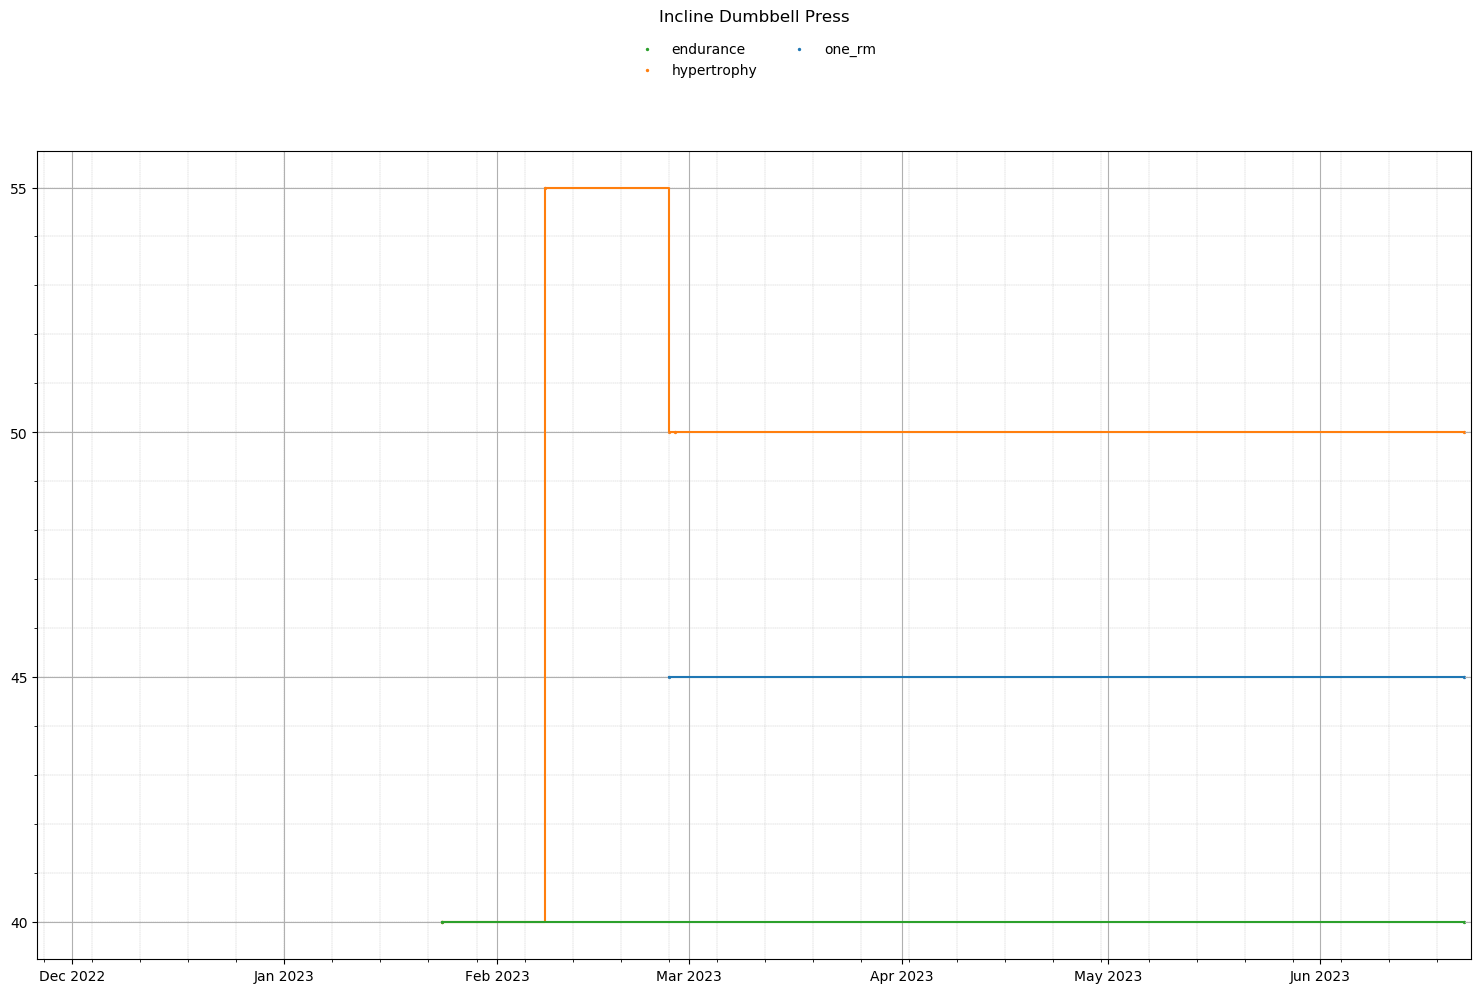 Incline Dumbbell Press
endurance one_rm
hypertrophy
55
50
45
40
Dec 2022 Jan 2023 Feb 2023 Mar 2023 Apr 2023 May 2023 Jun 2023